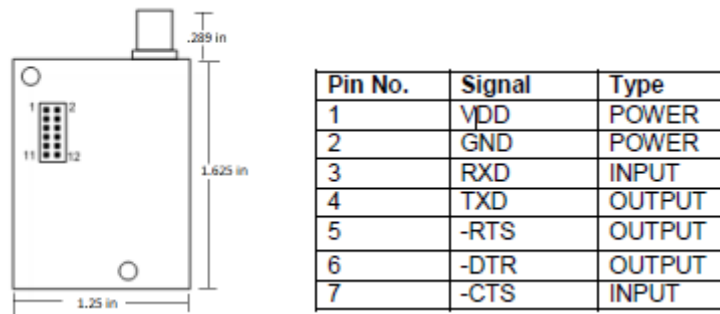 .289 in
1 2
11 12
1.625 in
1.25 in
Pin No. Signal Type
1 VDD POWER
2 GND POWER
3 RXD INPUT
4 TXD OUTPUT
5 -RTS OUTPUT
6 -DTR OUTPUT
7 -CTS INPUT